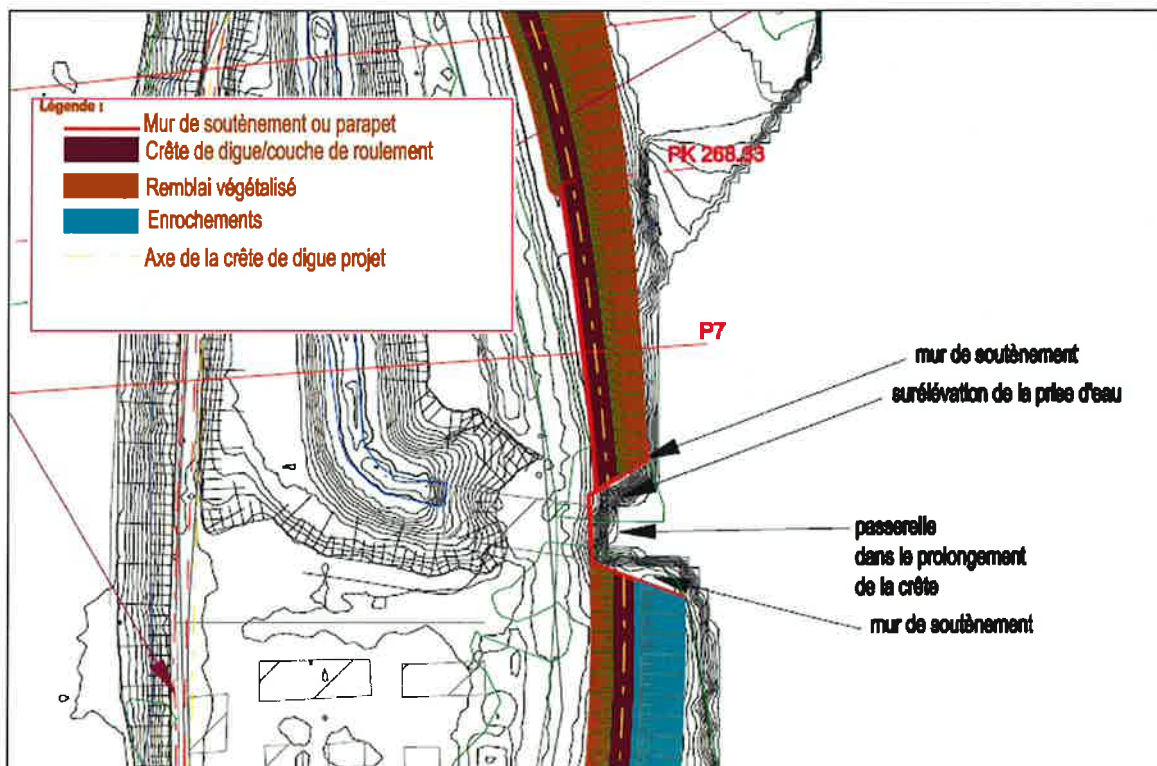 Légende :
Mur de soutènement ou parapet
Crête de digue/couche de roulement
Remblai végétalisé
Enrochements
Axe de la crête de digue projet
PK 268.33
P7
mur de soutènement
surélévation de la prise d'eau
passerelle
dans le prolongement
de la crête
mur de soutènement